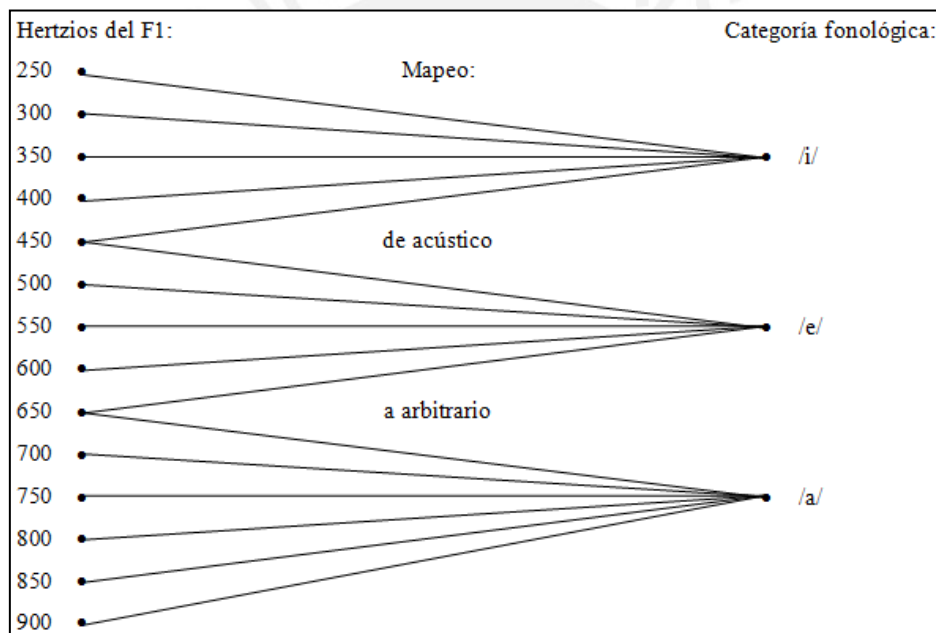 Hertzios del F1: Categoría fonológica:
250 Mapeo:
300
350 /i/
400
450 de acústico
500
550 /e/
600
650 a arbitrario
700
750 /a/
800
850
900